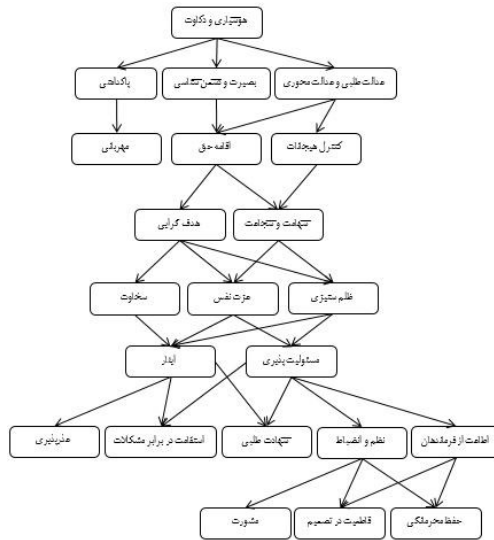 هوشیاری و ذکاوت
عدالت طلبی و عدالت محوری
بصیرت و دشمن شناسی
پاکدامنی
کنترل هیجانات
اقامه حق
مهربانی
شهامت و شجاعت
هدف گرایی
ظلم ستیزی
عزت نفس
سخاوت
مسئولیت پذیری
ایثار
اطاعت از فرماندهان
نظم و انضباط
شهادت طلبی
استقامت در برابر مشکلات
عذرپذیری
حفظ محرمانگی
قاطعیت در تصمیم
مشورت